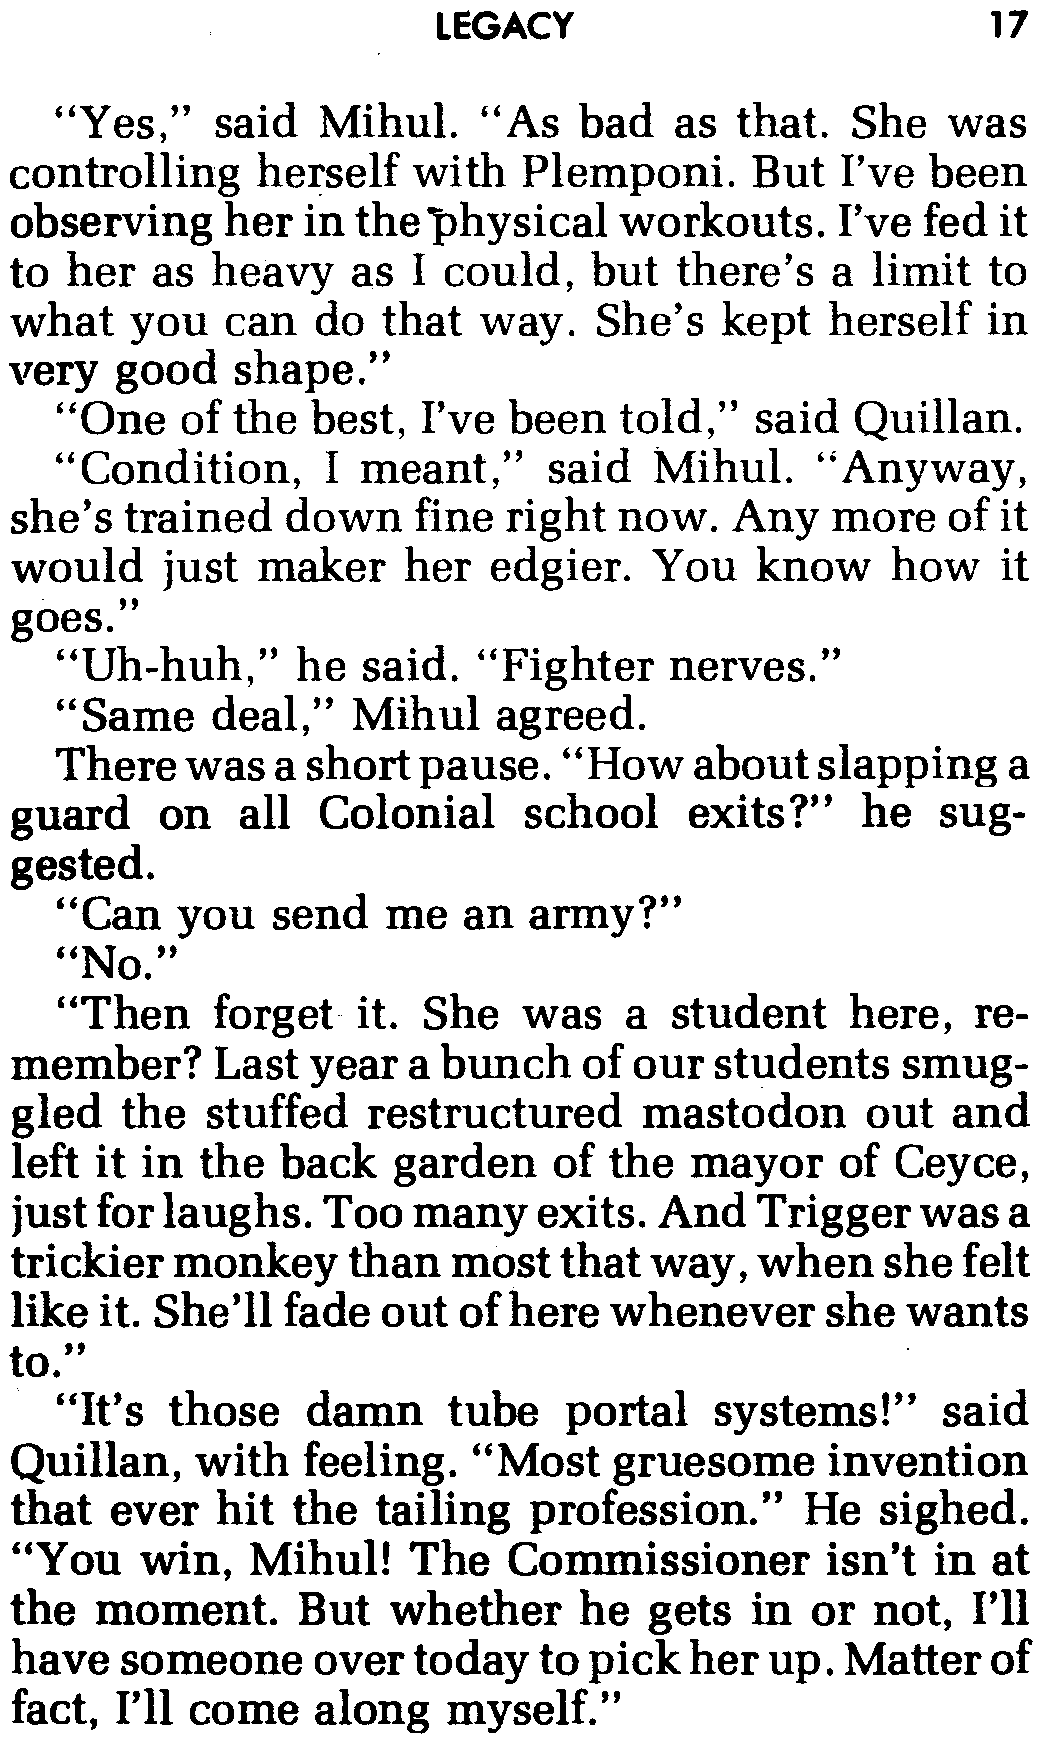 LEGACY 17
“Yes,” said Mihul. “As bad as that. She was
controlling herself with Plemponi. But I’ve been
observing her in the physical workouts. I’ve fed it
to her as heavy as I could, but there’s a limit to
what you can do that way. She’s kept herself in
very good shape.”
“One of the best, I’ve been told,” said Quillan.
“Condition, I meant,” said Mihul. “Anyway,
she’s trained down fine right now. Any more of it
would just maker her edgier. You know how it
goes.”
“Uh-huh,” he said. “Fighter nerves.”
“Same deal,” Mihul agreed.
There was a short pause. “How about slapping a
guard on all Colonial school exits?” he sug-
gested.
“Can you send me an army?”
“No.”
“Then forget it. She was a student here, re-
member? Last year a bunch of our students smug-
gled the stuffed restructured mastodon out and
left it in the back garden of the mayor of Ceyce,
just for laughs. Too many exits. And Trigger was a
trickier monkey than most that way, when she felt
like it. She’ll fade out of here whenever she wants
to.”
“It’s those damn tube portal systems!” said
Quillan, with feeling. “Most gruesome invention
that ever hit the tailing profession.” He sighed.
“You win, Mihul! The Commissioner isn’t in at
the moment. But whether he gets in or not, I’ll
have someone over today to pick her up. Matter of
fact, I’ll come along myself.”